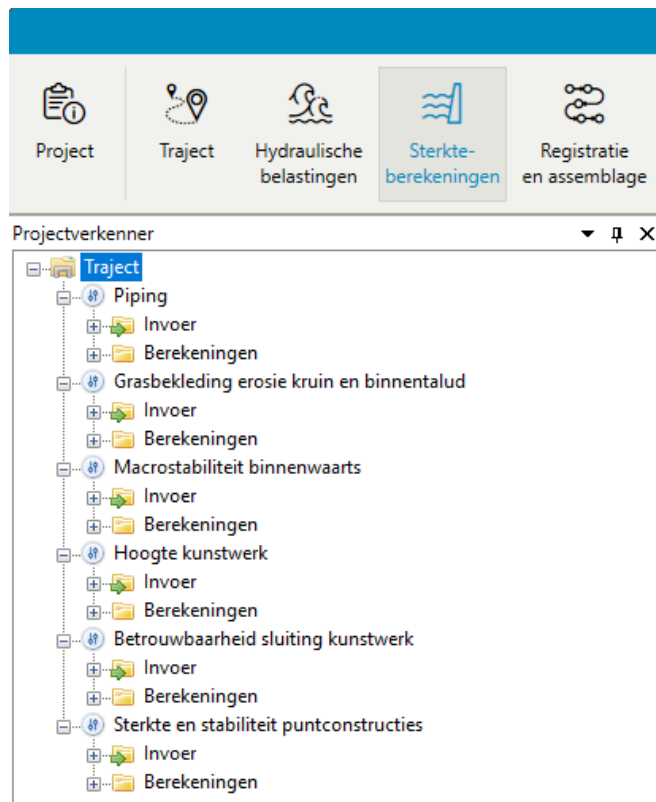 Project
Traject
Hydraulische
belastingen
Sterkte-
berekeningen
Registratie
en assemblage
Projectverkenner
Traject
Piping
Invoer
Berekeningen
Grasbekleding erosie kruin en binnentalud
Invoer
Berekeningen
Macrostabiliteit binnenwaarts
Invoer
Berekeningen
Hoogte kunstwerk
Invoer
Berekeningen
Betrouwbaarheid sluiting kunstwerk
Invoer
Berekeningen
Sterkte en stabiliteit puntconstructies
Invoer
Berekeningen